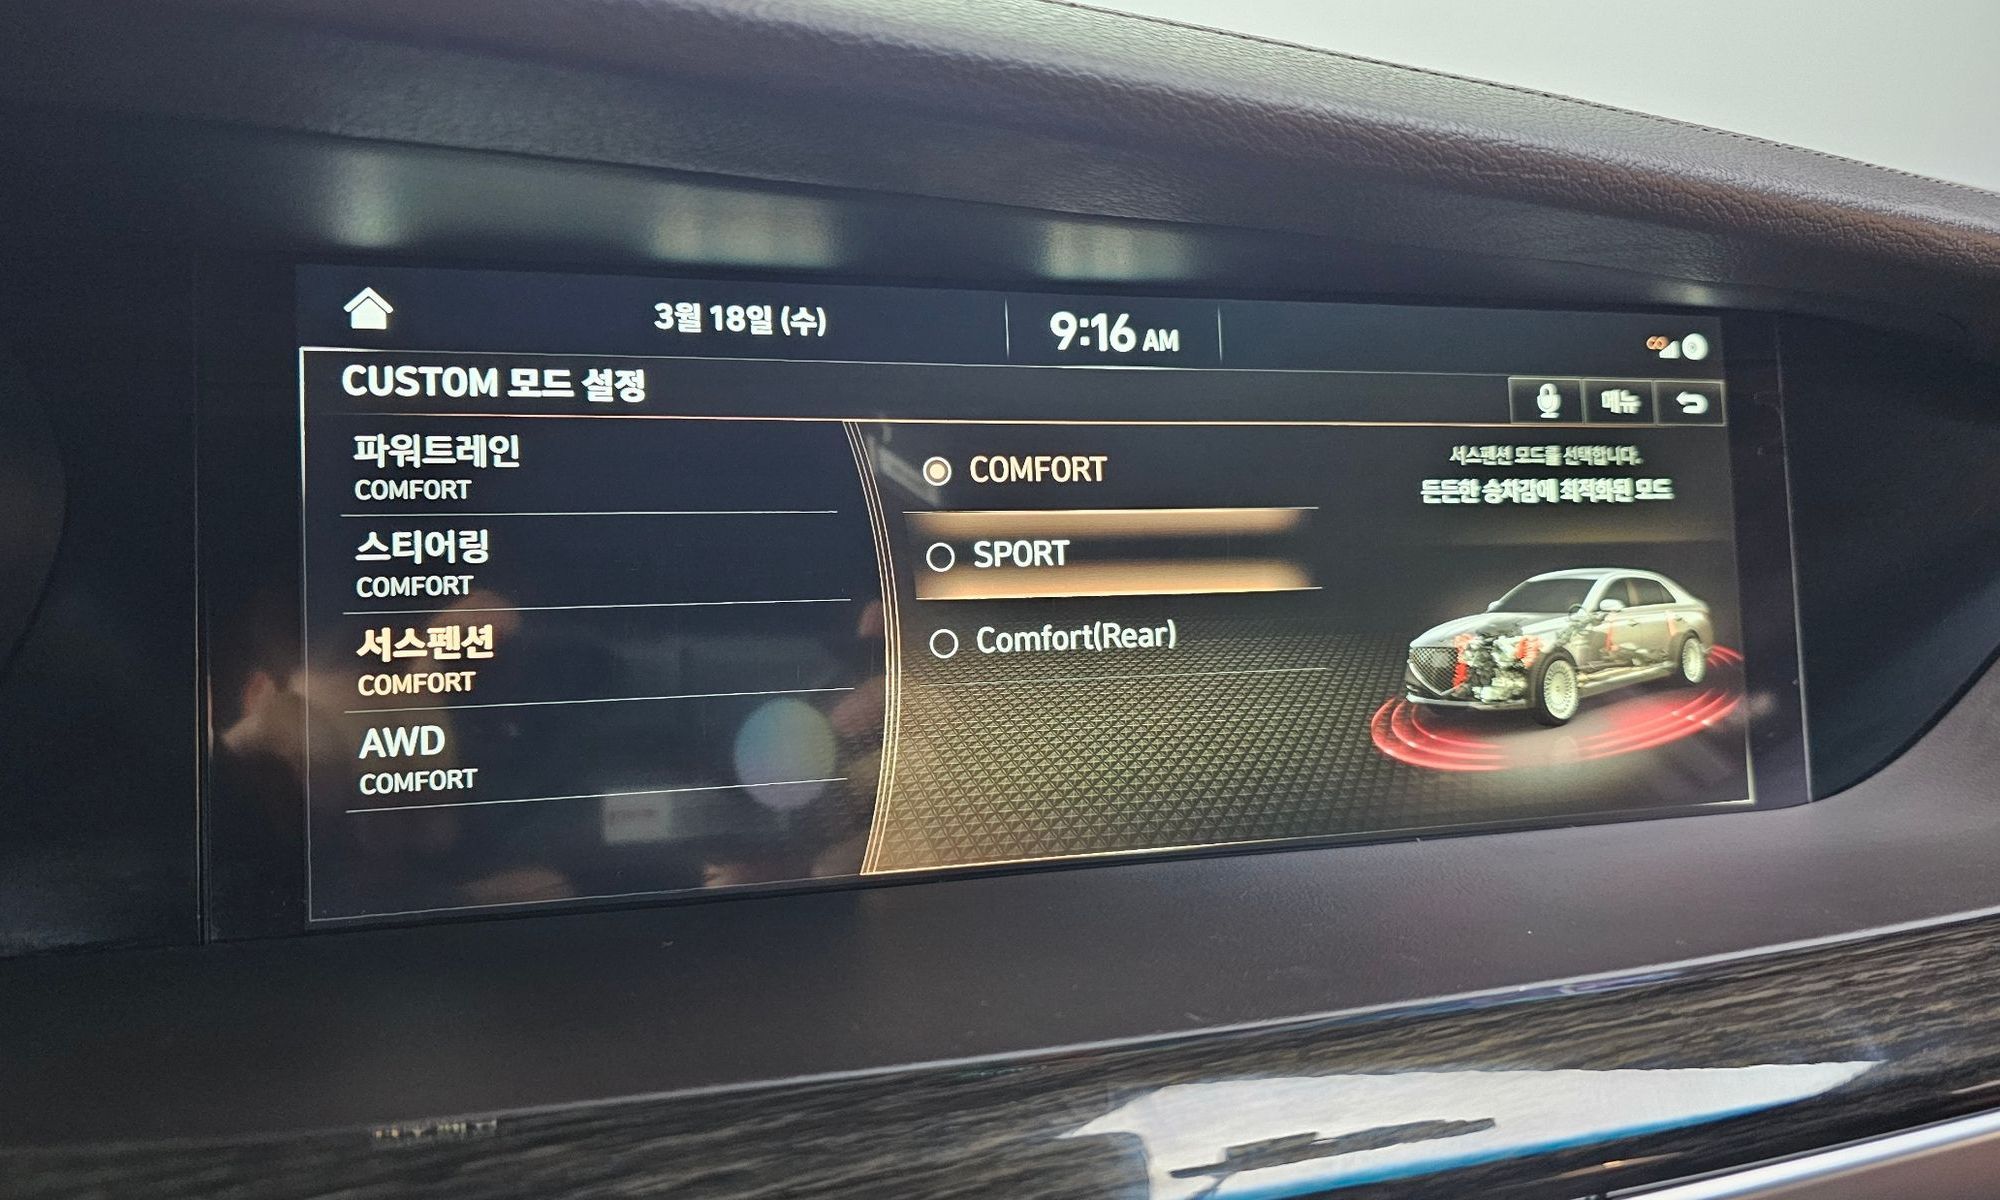 3월 18일 (수)
9:16 AM
CUSTOM 모드 설정
메뉴
파워트레인
COMFORT
스티어링
COMFORT
서스펜션
COMFORT
AWD
COMFORT
COMFORT
SPORT
Comfort(Rear)
서스펜션 모드를 선택합니다.
든든한 승차감에 최적화된 모드